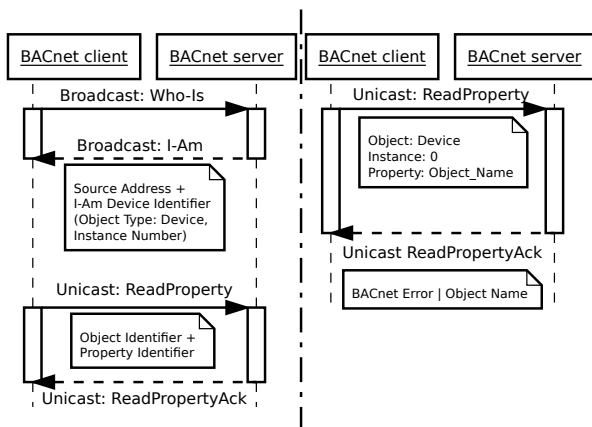 BACnet client
BACnet server
Broadcast: Who-Is
Broadcast: I-Am
Source Address +
I-Am Device Identifier
(Object Type: Device,
Instance Number)
Unicast: ReadProperty
Object Identifier +
Property Identifier
Unicast: ReadPropertyAck
BACnet client
BACnet server
Unicast: ReadProperty
Object: Device
Instance: 0
Property: Object_Name
Unicast ReadPropertyAck
BACnet Error | Object Name